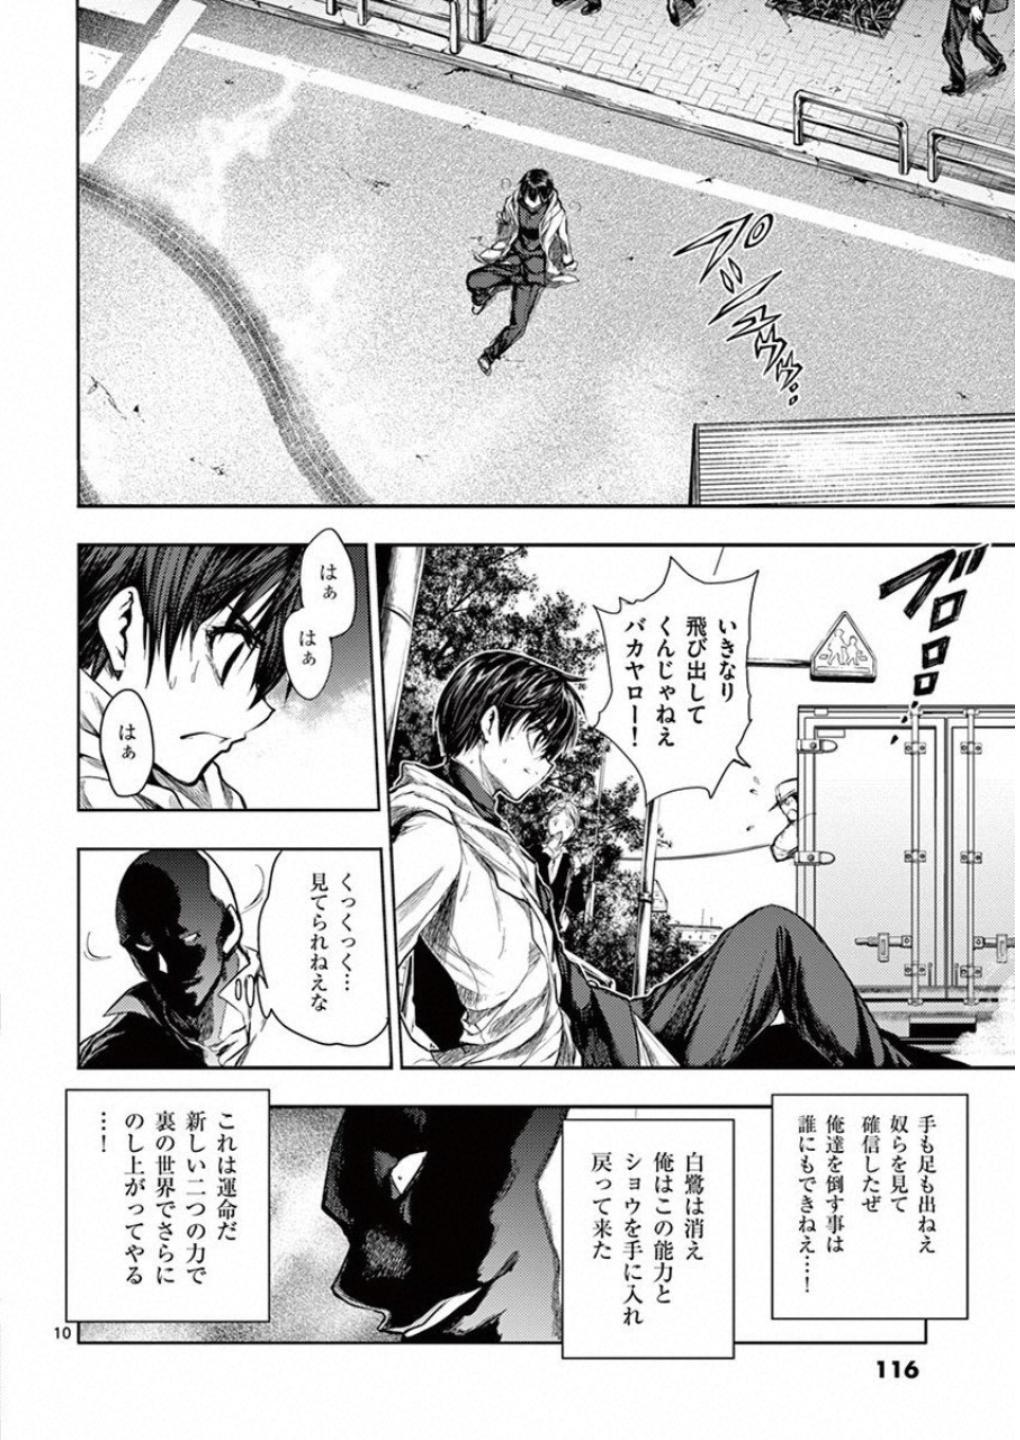 プププシュウウウ…
ブロロロロ…
いきなり
飛び出して
くんじゃねえ
バカヤロー！
はぁ
はぁ
はぁ
くっくっく…
見てられねえな
手も足も出ねえ
奴らを見て
確信したぜ
俺達を倒す事は
誰にもできねえ…！
白鷺は消え
俺はこの能力と
ショウを手に入れ
戻って来た
これは運命だ
新しい二つの力で
裏の世界でさらに
のし上がってやる
…！
10
116